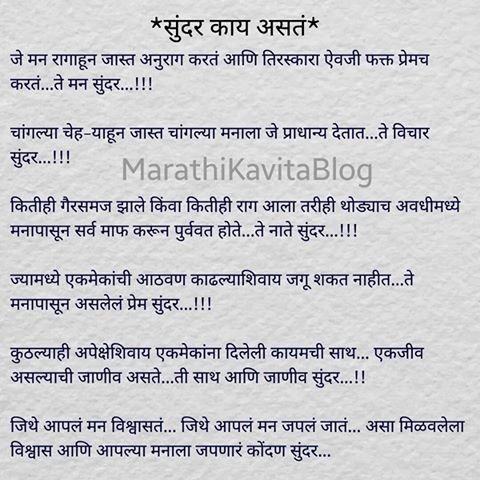 *सुंदर काय असतं*
जे मन रागाहून जास्त अनुराग करतं आणि तिरस्कारा ऐवजी फक्त प्रेमच
करतं...ते मन सुंदर...!!!
चांगल्या चेह-याहून जास्त चांगल्या मनाला जे प्राधान्य देतात...ते विचार
सुंदर...!!!
MarathiKavitaBlog
कितीही गैरसमज झाले किंवा कितीही राग आला तरीही थोड्याच अवधीमध्ये
मनापासून सर्व माफ करून पुर्ववत होते...ते नाते सुंदर...!!!
ज्यामध्ये एकमेकांची आठवण काढल्याशिवाय जगू शकत नाहीत...ते
मनापासून असलेलं प्रेम सुंदर...!!!
कुठल्याही अपेक्षेशिवाय एकमेकांना दिलेली कायमची साथ... एकजीव
असल्याची जाणीव असते...ती साथ आणि जाणीव सुंदर...!!
जिथे आपलं मन विश्वासतं... जिथे आपलं मन जपलं जातं... असा मिळवलेला
विश्वास आणि आपल्या मनाला जपणारं कोंदण सुंदर...